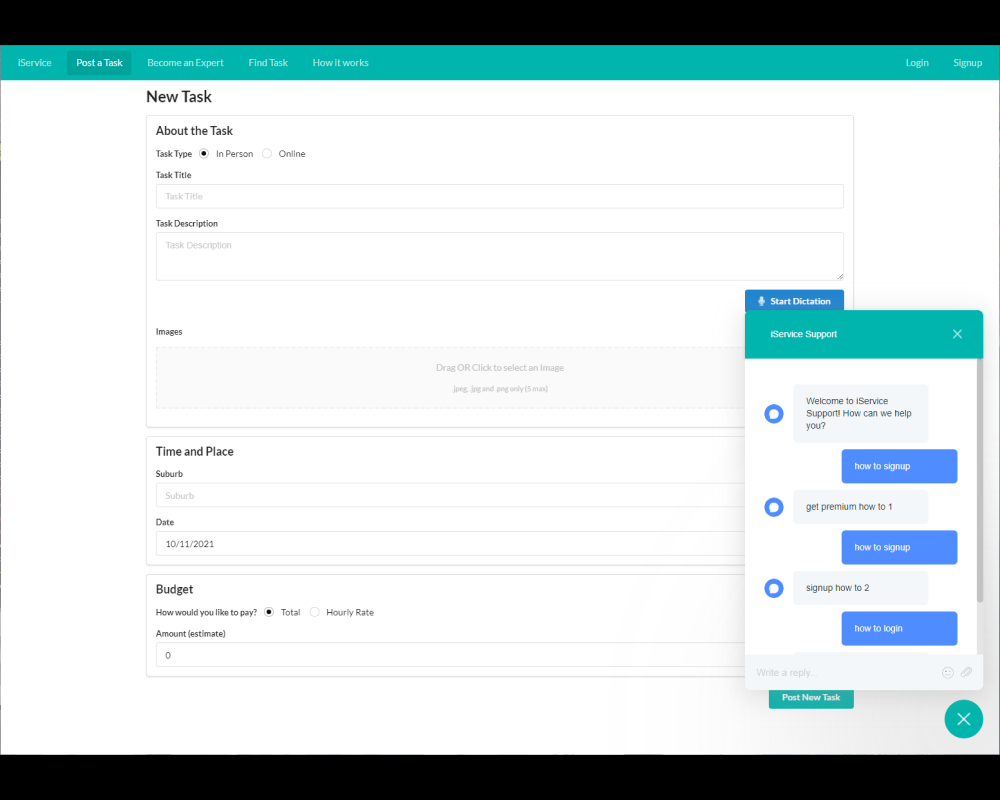 iService Post a Task Become an Expert Find Task How it works Login Signup
New Task
About the Task
Task Type In Person Online
Task Title
Task Title
Task Description
Task Description
Start Dictation
Images
Drag OR Click to select an Image
.jpeg, .jpg and .png only (5 max)
Time and Place
Suburb
Suburb
Date
10/11/2021
Budget
How would you like to pay? Total Hourly Rate
Amount (estimate)
0
Post New Task
iService Support
Welcome to iService
Support! How can we help
you?
how to signup
get premium how to 1
how to signup
signup how to 2
how to login
Write a reply...